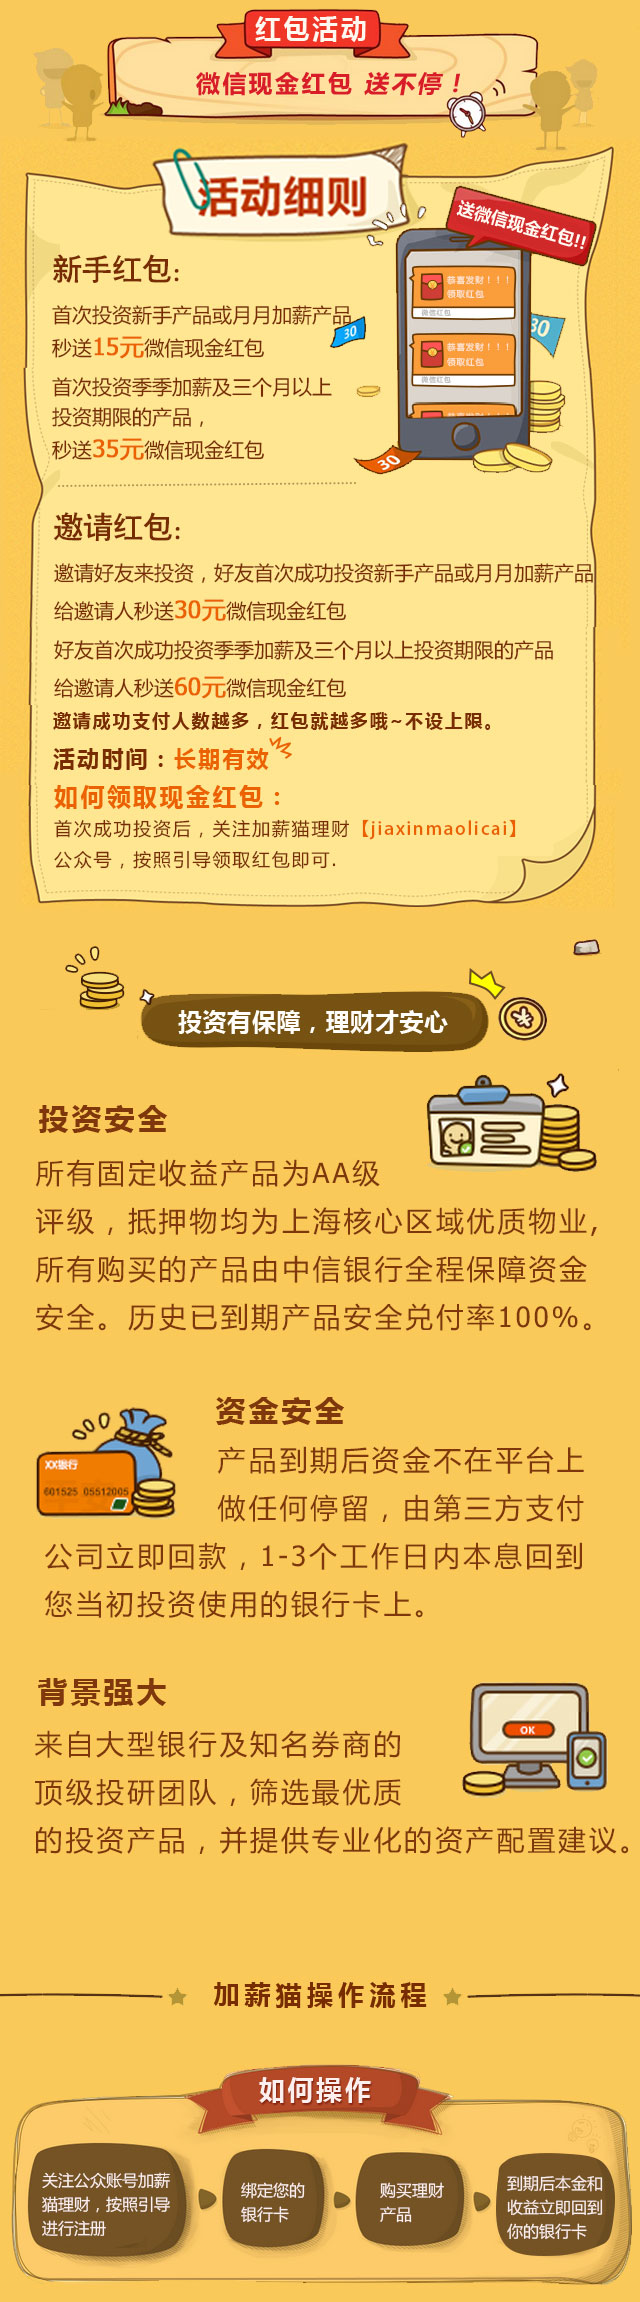 红包活动
微信现金红包 送不停！
活动细则
送微信现金红包!!
新手红包:
首次投资新手产品或月月加薪产品
秒送15元微信现金红包
首次投资季季加薪及三个月以上
投资期限的产品，
秒送35元微信现金红包
恭喜发财！！！
领取红包
微信红包
恭喜发财！！！
领取红包
微信红包
恭喜发财！！！
30
30
30
邀请红包:
邀请好友来投资，好友首次成功投资新手产品或月月加薪产品
给邀请人秒送30元微信现金红包
好友首次成功投资季季加薪及三个月以上投资期限的产品
给邀请人秒送60元微信现金红包
邀请成功支付人数越多，红包就越多哦~不设上限。
活动时间：长期有效
如何领取现金红包：
首次成功投资后，关注加薪猫理财【jiaxinmaolicai】
公众号，按照引导领取红包即可.
投资有保障，理财才安心
投资安全
所有固定收益产品为AA级
评级，抵押物均为上海核心区域优质物业,
所有购买的产品由中信银行全程保障资金
安全。历史已到期产品安全兑付率100%。
资金安全
XX银行
601525 05512005
产品到期后资金不在平台上
做任何停留，由第三方支付
公司立即回款，1-3个工作日内本息回到
您当初投资使用的银行卡上。
背景强大
来自大型银行及知名券商的
顶级投研团队，筛选最优质
的投资产品，并提供专业化的资产配置建议。
OK
加薪猫操作流程
如何操作
关注公众账号加薪
猫理财，按照引导
进行注册
绑定您的
银行卡
购买理财
产品
到期后本金和
收益立即回到
你的银行卡